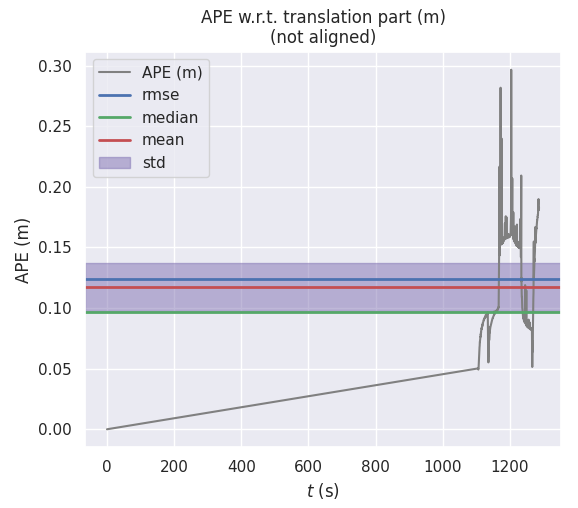 APE w.r.t. translation part (m)
(not aligned)
APE (m)
rmse
median
mean
std
APE (m)
0.30
0.25
0.20
0.15
0.10
0.05
0.00
0 200 400 600 800 1000 1200
t (s)